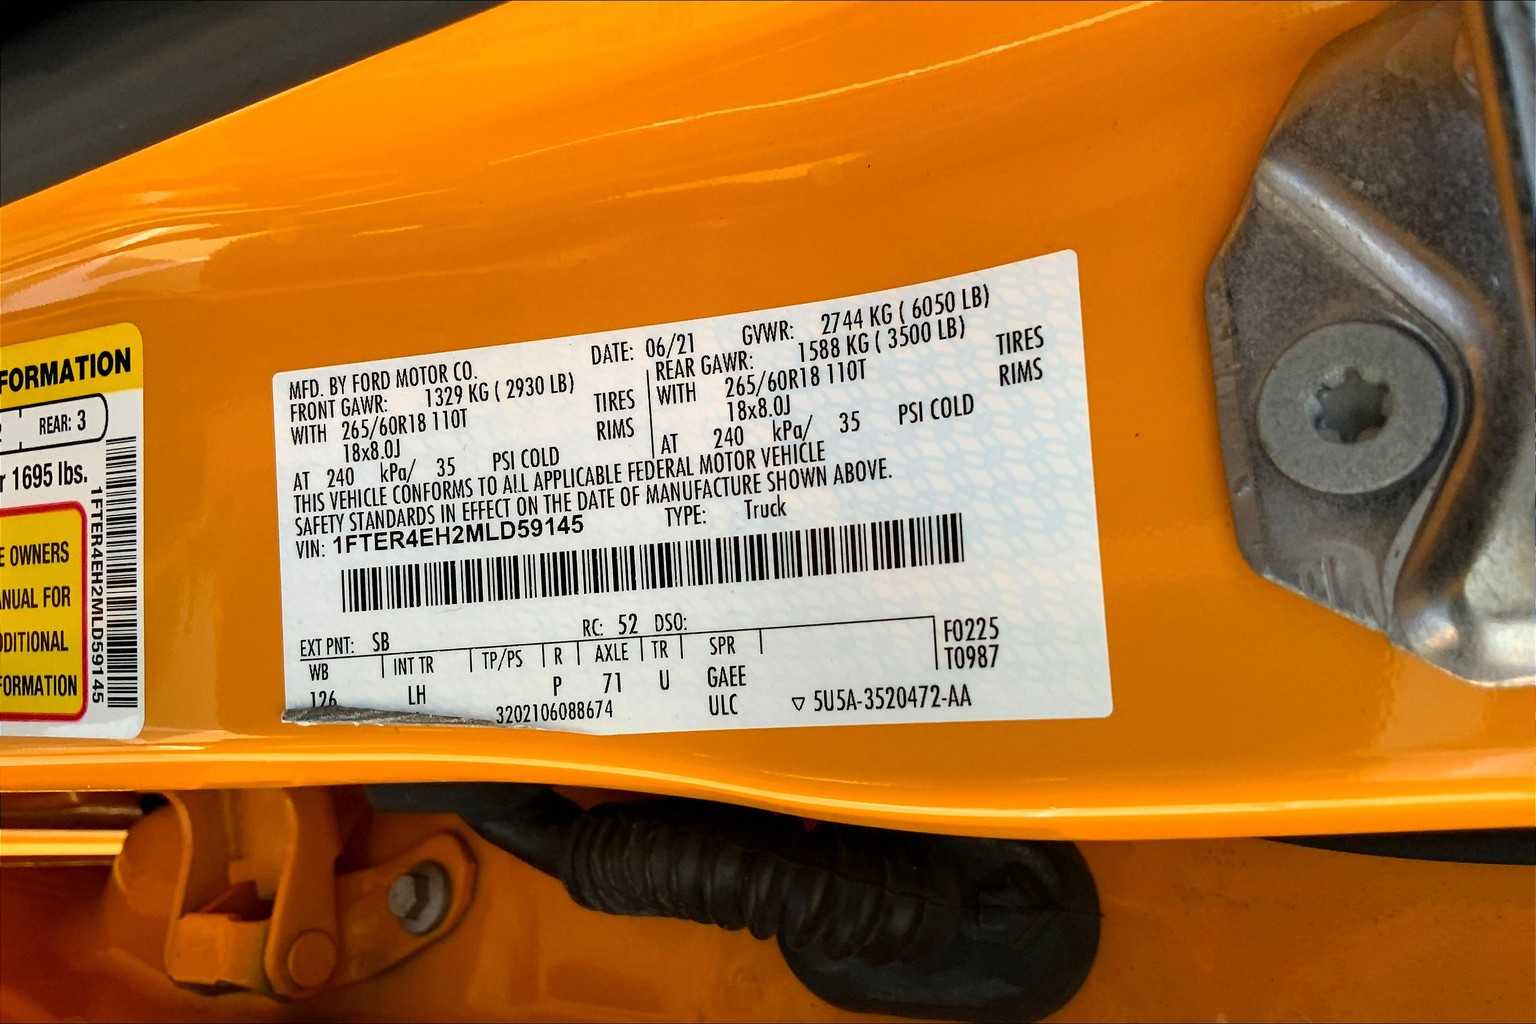 FORMATION
REAR: 3
1695 lbs.
OWNERS
FOR
1FTER4EH2MLD59145
MFD. BY FORD MOTOR CO.
DATE: 06/21
GVWR: 2744 KG ( 6050 LB)
FRONT GAWR: 1329 KG ( 2930 LB)
REAR GAWR: 1588 KG ( 3500 LB)
WITH 265/60R18 110T TIRES
18x8.0J RIMS
AT 240 kPa/ 35 PSI COLD
WITH 265/60R18 110T TIRES
18x8.0J RIMS
AT 240 kPa/ 35 PSI COLD
THIS VEHICLE CONFORMS TO ALL APPLICABLE FEDERAL MOTOR VEHICLE
SAFETY STANDARDS IN EFFECT ON THE DATE OF MANUFACTURE SHOWN ABOVE.
VIN: 1FTER4EH2MLD59145 TYPE: Truck
EXT PNT: SB RC: 52 DSO:
WB INT TR TP/PS R AXLE TR SPR
126 LH P 71 U GAEE
3202106088674 ULC
F0225
T0987
▽ 5U5A-3520472-AA